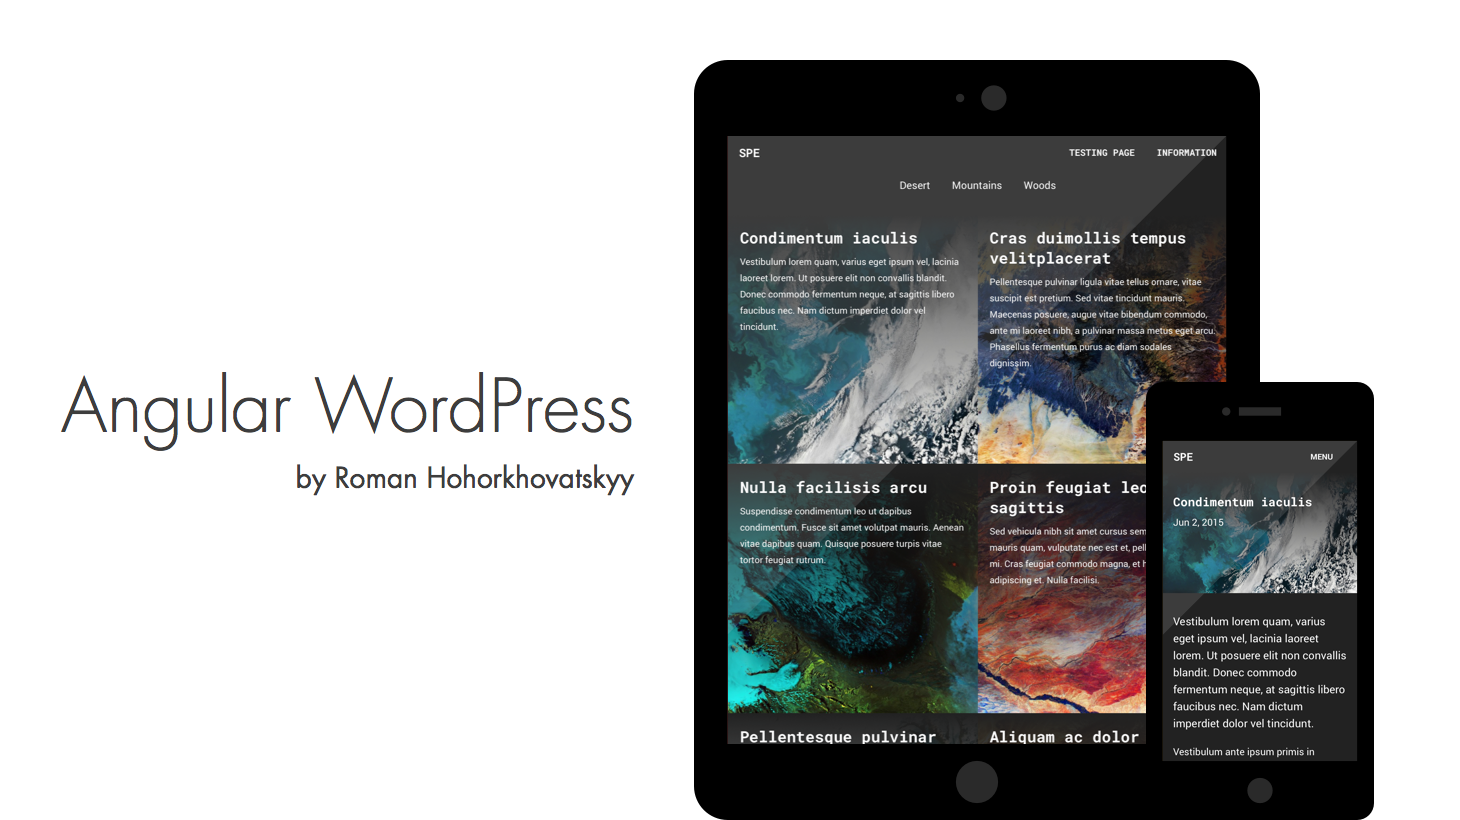 Angular WordPress
by Roman Hohorkhovatskyy
SPE
TESTING PAGE
INFORMATION
Desert
Mountains
Woods
Condimentum iaculis
Vestibulum lorem quam, varius eget ipsum vel, lacinia
laoreet lorem. Ut posuere elit non convallis blandit.
Donec commodo fermentum neque, at sagittis libero
faucibus nec. Nam dictum imperdiet dolor vel
tincidunt.
Cras duimollis tempus
velitplacerat
Pellentesque pulvinar ligula vitae tellus ornare, vitae
suscipit est pretium. Sed vitae tincidunt mauris.
Maecenas posuere, augue vitae bibendum commodo,
ante mi laoreet nibh, a pulvinar massa metus eget arcu.
Phasellus fermentum purus ac diam sodales
dignissim.
Nulla facilisis arcu
Suspendisse condimentum leo ut dapibus
condimentum. Fusce sit amet volutpat mauris. Aenean
vitae dapibus quam. Quisque posuere turpis vitae
tortor feugiat rutrum.
Proin feugiat leo
sagittis
Sed vehicula nibh sit amet cursus sem
mauris quam, vulputate nec est et,
mi. Cras feugiat commodo magna, et
adipiscing et. Nulla facilisi.
Pellentesque pulvinar
Aliquam ac dolor
SPE
MENU
Condimentum iaculis
Jun 2, 2015
Vestibulum lorem quam, varius
eget ipsum vel, lacinia laoreet
lorem. Ut posuere elit non convallis
blandit. Donec commodo
fermentum neque, at sagittis libero
faucibus nec. Nam dictum
imperdiet dolor vel tincidunt.
Vestibulum ante ipsum primis in